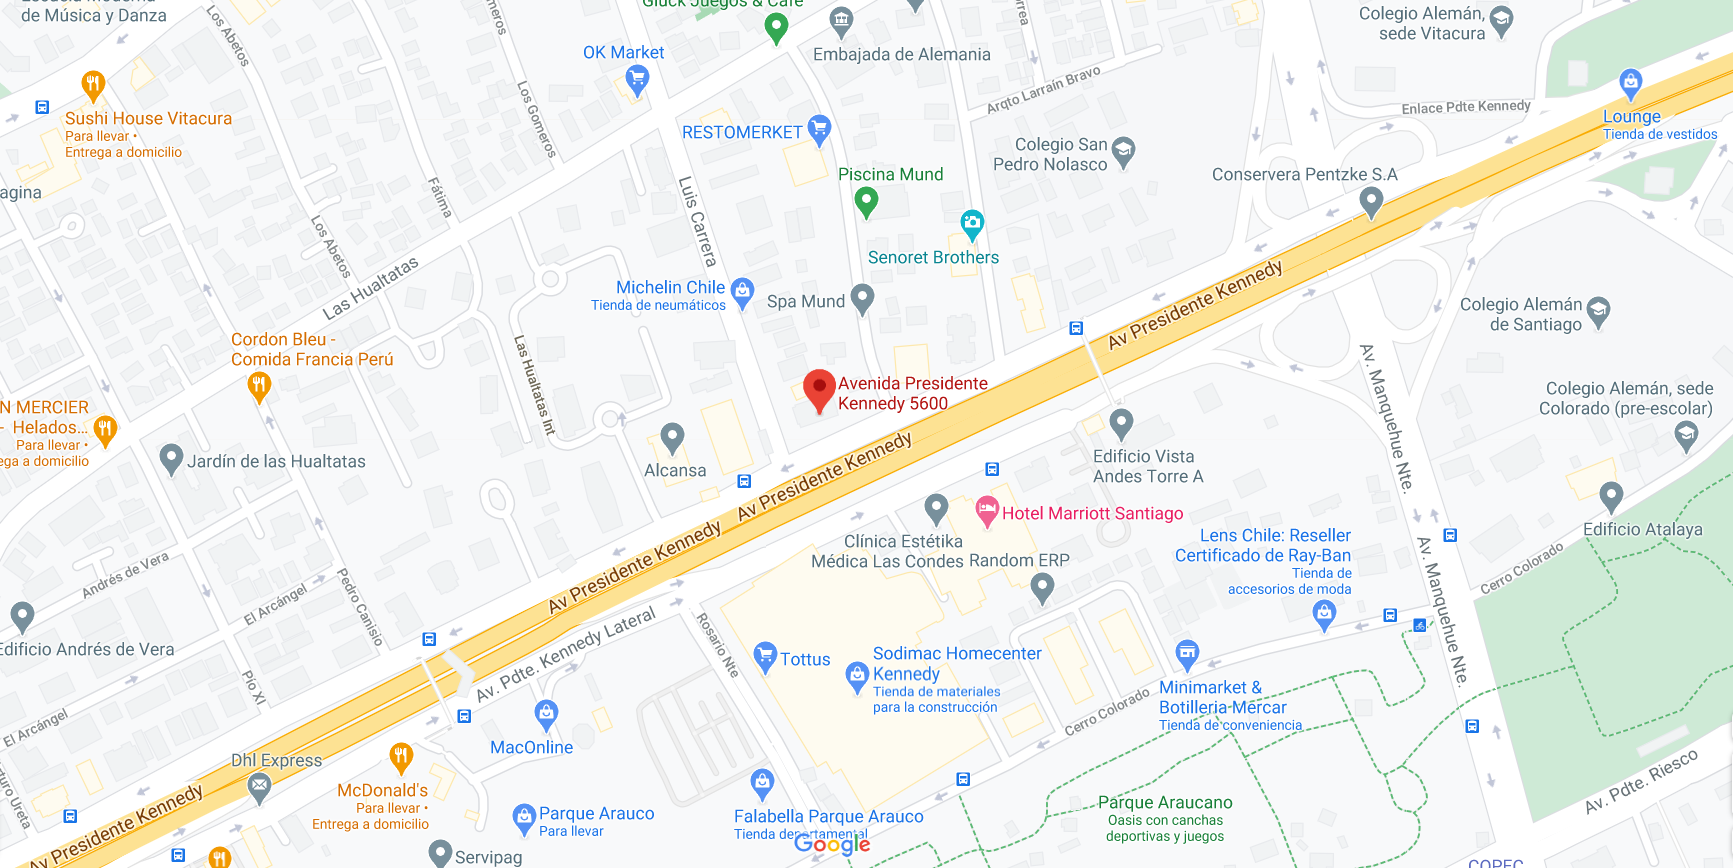 Escuela Moderna
de Música y Danza
Los Abetos
Los Gomeros
Gluck Juegos & Café
OK Market
Embajada de Alemania
Arqto Larraín Bravo
Colegio Alemán,
sede Vitacura
Enlace Pdte Kennedy
Lounge
Tienda de vestidos
Sushi House Vitacura
Para llevar •
Entrega a domicilio
Los Gomeros
RESTOMERKET
Colegio San
Pedro Nolasco
Piscina Mund
Conservera Pentzke S.A
agina
Fátima
Los Abetos
Luis Carrera
Senoret Brothers
Las Hualtatas
Michelin Chile
Tienda de neumáticos
Spa Mund
Av Presidente Kennedy
Colegio Alemán
de Santiago
Cordon Bleu -
Comida Francia Perú
Las Hualtatas Int
Avenida Presidente
Kennedy 5600
Av. Manquehue Nte.
Colegio Alemán, sede
Colorado (pre-escolar)
N MERCIER
- Helados...
Para llevar •
ega a domicilio
Jardín de las Hualtatas
Alcansa
Av Presidente Kennedy
Edificio Vista
Andes Torre A
Hotel Marriott Santiago
Edificio Atalaya
Clínica Estétika
Médica Las Condes
Random ERP
Lens Chile: Reseller
Certificado de Ray-Ban
Tienda de
accesorios de moda
Av Presidente Kennedy
Andrés de Vera
El Arcángel
Pedro Canisio
Cerro Colorado
Av. Manquehue Nte.
Edificio Andrés de Vera
Av. Pdte. Kennedy Lateral
Rosario Nte
Tottus
Sodimac Homecenter
Kennedy
Tienda de materiales
para la construcción
Minimarket &
Botilleria Mercar
Tienda de conveniencia
Pío XI
El Arcángel
Cerro Colorado
MacOnline
Dhl Express
McDonald's
Para llevar •
Entrega a domicilio
Arturo Ureta
Av Presidente Kennedy
Parque Arauco
Para llevar
Falabella Parque Arauco
Tienda departamental
Parque Araucano
Oasis con canchas
deportivas y juegos
Av. Pdte. Riesco
Servipag
Google
COPEC